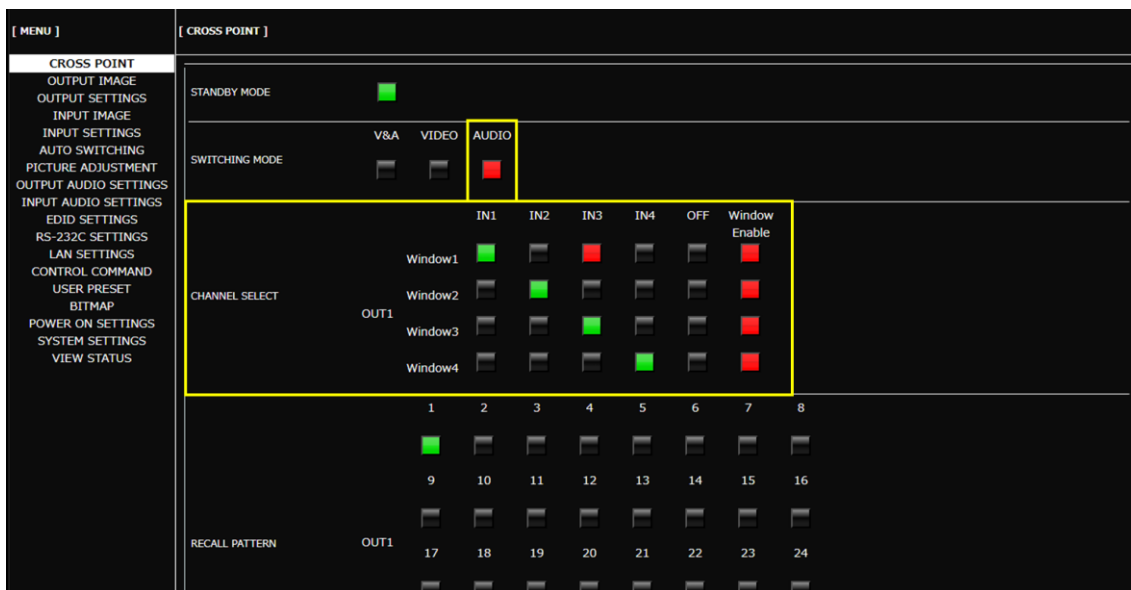 [ MENU ]
[ CROSS POINT ]
CROSS POINT
OUTPUT IMAGE
OUTPUT SETTINGS
INPUT IMAGE
INPUT SETTINGS
AUTO SWITCHING
PICTURE ADJUSTMENT
OUTPUT AUDIO SETTINGS
INPUT AUDIO SETTINGS
EDID SETTINGS
RS-232C SETTINGS
LAN SETTINGS
CONTROL COMMAND
USER PRESET
BITMAP
POWER ON SETTINGS
SYSTEM SETTINGS
VIEW STATUS
STANDBY MODE
V&A VIDEO AUDIO
SWITCHING MODE
IN1 IN2 IN3 IN4 OFF Window
Enable
Window1
Window2
CHANNEL SELECT
OUT1
Window3
Window4
1 2 3 4 5 6 7 8
9 10 11 12 13 14 15 16
RECALL PATTERN OUT1
17 18 19 20 21 22 23 24